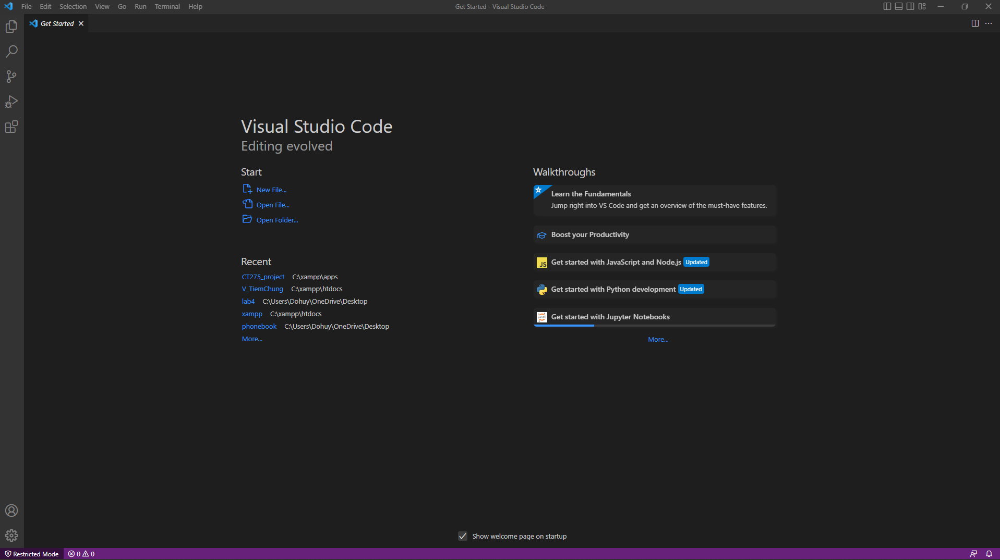 File Edit Selection View Go Run Terminal Help
Get Started - Visual Studio Code
Get Started
Visual Studio Code
Editing evolved
Start
New File...
Open File...
Open Folder...
Recent
CT275_project C:\xampp\apps
V_TiemChung C:\xampp\htdocs
lab4 C:\Users\Dohuy\OneDrive\Desktop
xampp C:\xampp\htdocs
phonebook C:\Users\Dohuy\OneDrive\Desktop
More...
Walkthroughs
Learn the Fundamentals
Jump right into VS Code and get an overview of the must-have features.
Boost your Productivity
JS Get started with JavaScript and Node.js Updated
Get started with Python development Updated
Get started with Jupyter Notebooks
More...
Show welcome page on startup
Restricted Mode 0 0